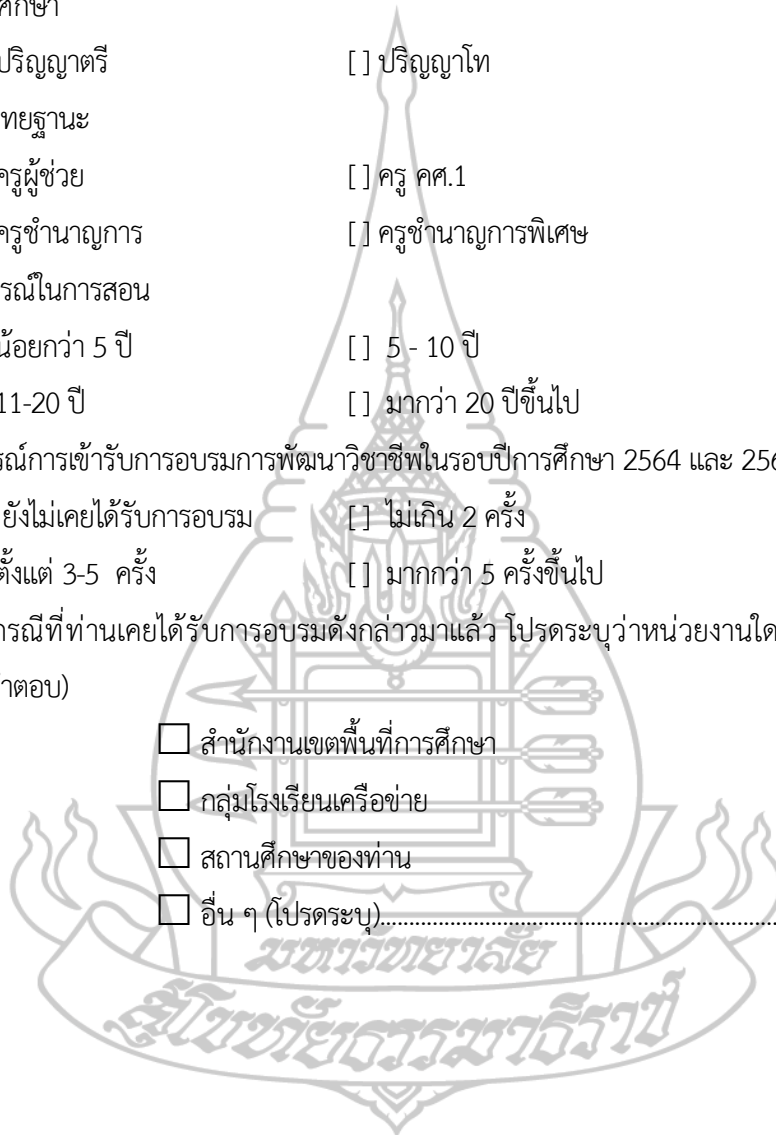 ศึกษา
ปริญญาตรี [ ] ปริญญาโท
ทยฐานะ
ครูผู้ช่วย [ ] ครู คศ.1
ครูชำนาญการ [ ] ครูชำนาญการพิเศษ
รณ์ในการสอน
น้อยกว่า 5 ปี [ ] 5 - 10 ปี
11-20 ปี [ ] มากว่า 20 ปีขึ้นไป
รณ์การเข้ารับการอบรมการพัฒนาวิชาชีพในรอบปีการศึกษา 2564 และ 256
ยังไม่เคยได้รับการอบรม [ ] ไม่เกิน 2 ครั้ง
ตั้งแต่ 3-5 ครั้ง [ ] มากกว่า 5 ครั้งขึ้นไป
กรณีที่ท่านเคยได้รับการอบรมดังกล่าวมาแล้ว โปรดระบุว่าหน่วยงานใด
คำตอบ)
☐ สำนักงานเขตพื้นที่การศึกษา
☐ กลุ่มโรงเรียนเครือข่าย
☐ สถานศึกษาของท่าน
☐ อื่น ๆ (โปรดระบุ)................................................................
มหาวิทยาลัย
สุโขทัยธรรมาธิราช